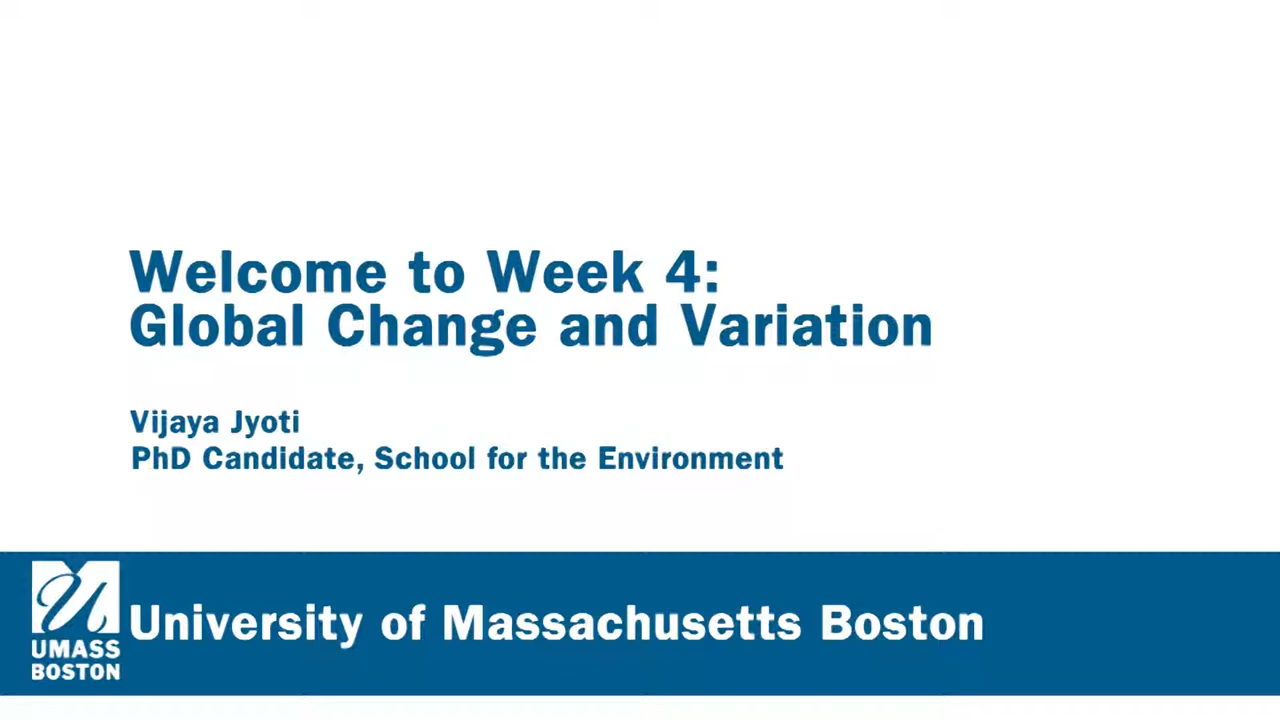 Welcome to Week 4:
Global Change and Variation
Vijaya Jyoti
PhD Candidate, School for the Environment
University of Massachusetts Boston
UMASS
BOSTON